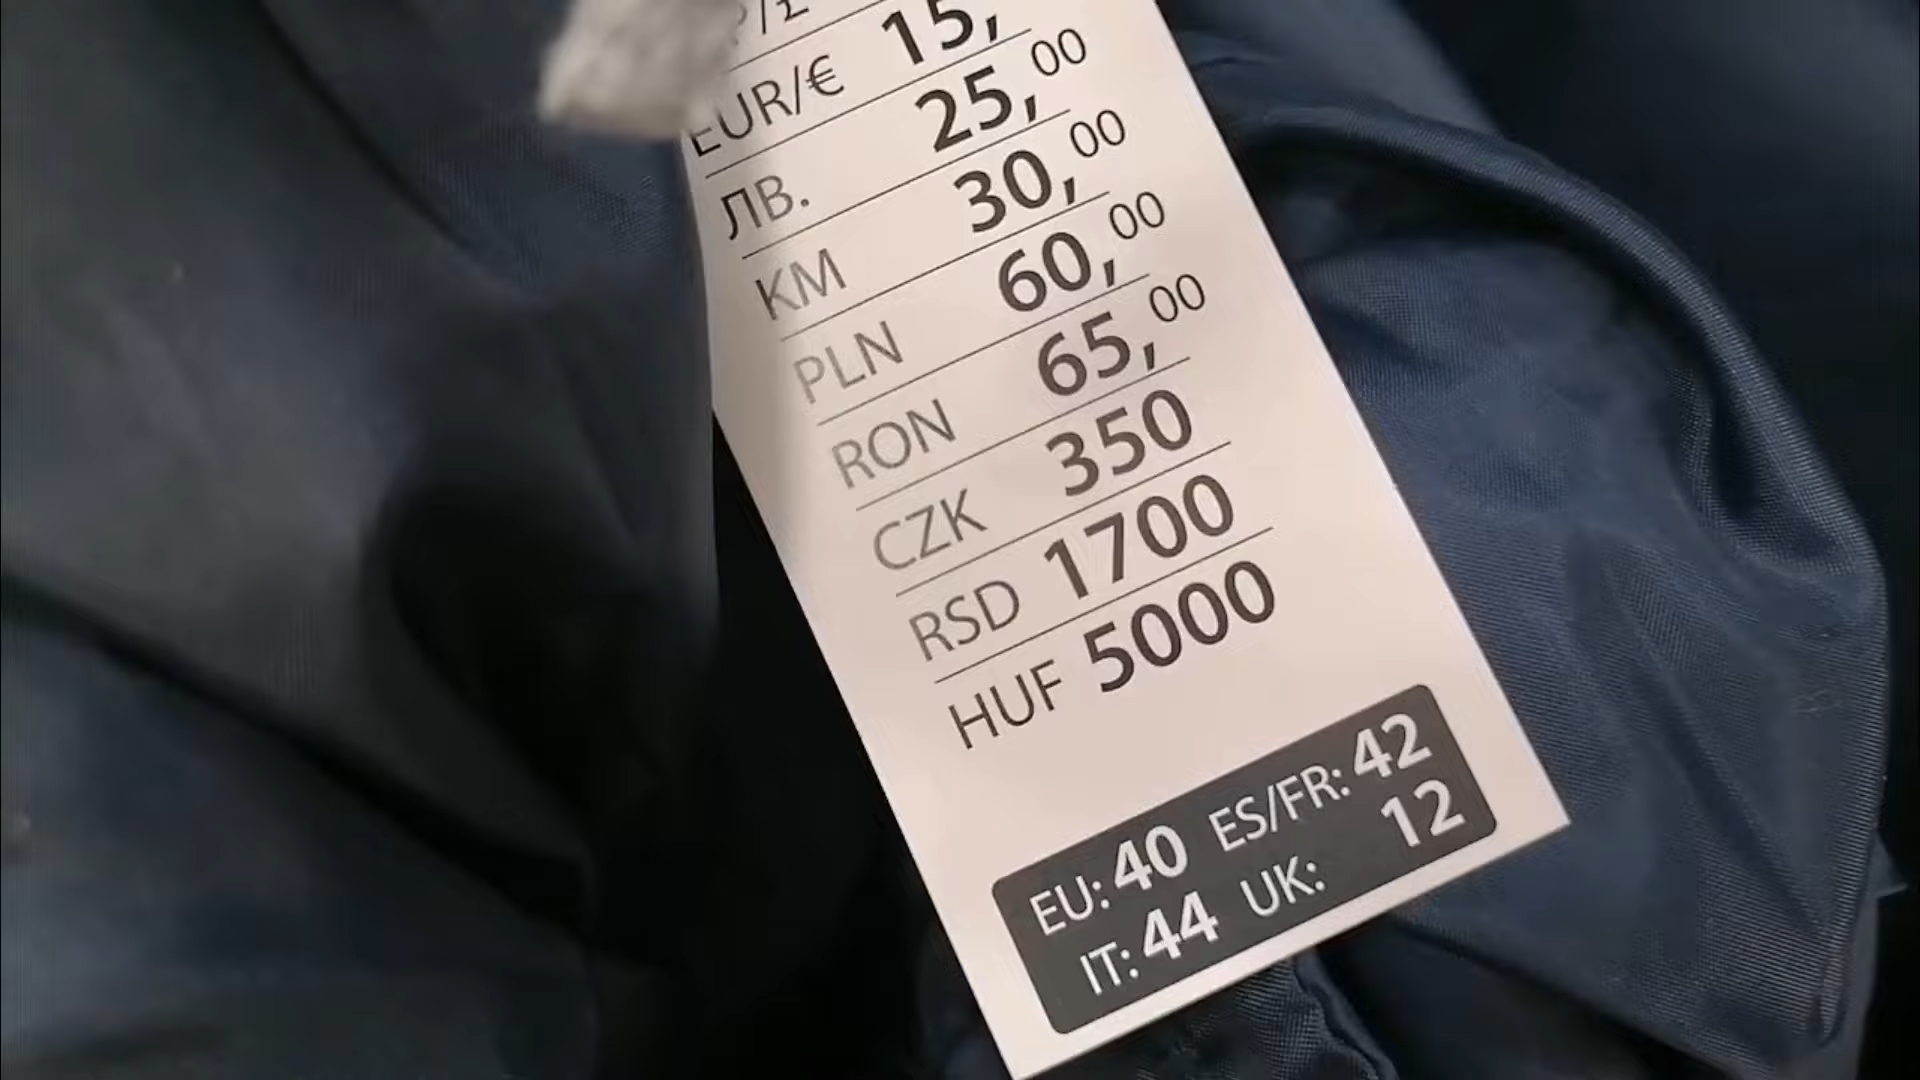 P/£
EUR/€ 15,
ЛВ. 25,00
KM 30,00
PLN 60,00
RON 65,00
CZK 350
RSD 1700
HUF 5000
EU: 40 ES/FR: 42
IT: 44 UK: 12